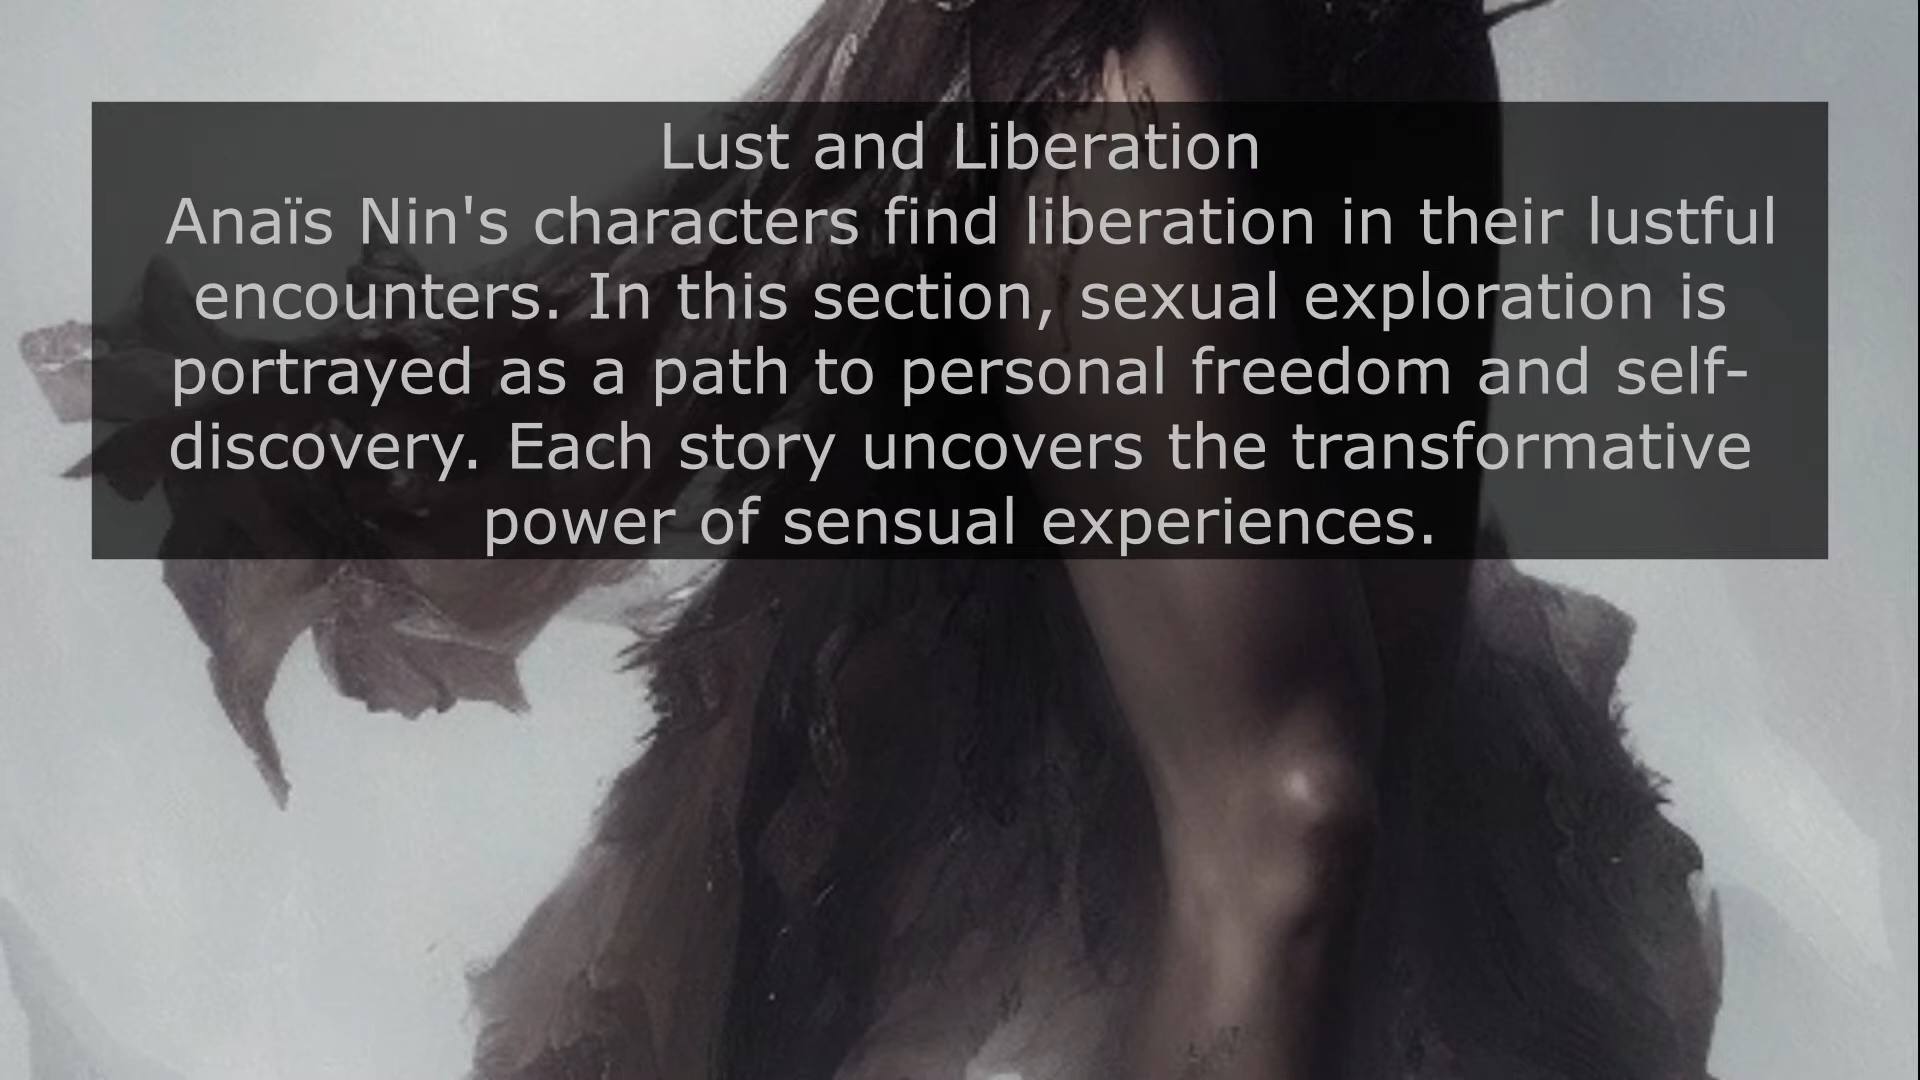 Lust and Liberation
Anaïs Nin's characters find liberation in their lustful
encounters. In this section, sexual exploration is
portrayed as a path to personal freedom and self-
discovery. Each story uncovers the transformative
power of sensual experiences.